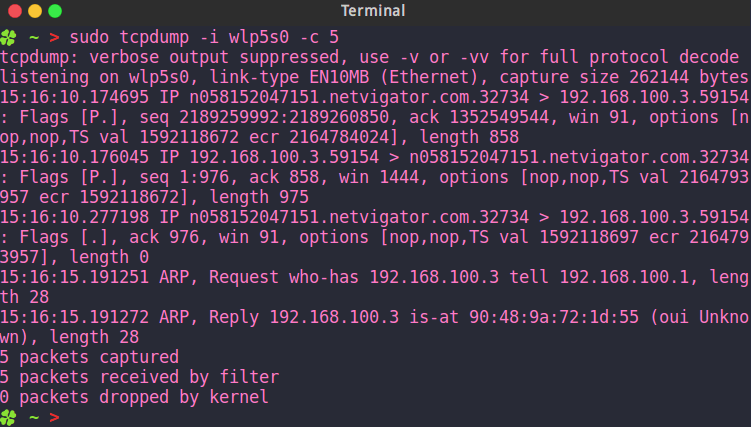 Terminal
~ > sudo tcpdump -i wlp5s0 -c 5
tcpdump: verbose output suppressed, use -v or -vv for full protocol decode
listening on wlp5s0, link-type EN10MB (Ethernet), capture size 262144 bytes
15:16:10.174695 IP n058152047151.netvigator.com.32734 > 192.168.100.3.59154
: Flags [P.], seq 2189259992:2189260850, ack 1352549544, win 91, options [n
op,nop,TS val 1592118672 ecr 2164784024], length 858
15:16:10.176045 IP 192.168.100.3.59154 > n058152047151.netvigator.com.32734
: Flags [P.], seq 1:976, ack 858, win 1444, options [nop,nop,TS val 2164793
957 ecr 1592118672], length 975
15:16:10.277198 IP n058152047151.netvigator.com.32734 > 192.168.100.3.59154
: Flags [.], ack 976, win 91, options [nop,nop,TS val 1592118697 ecr 216479
3957], length 0
15:16:15.191251 ARP, Request who-has 192.168.100.3 tell 192.168.100.1, leng
th 28
15:16:15.191272 ARP, Reply 192.168.100.3 is-at 90:48:9a:72:1d:55 (oui Unkno
wn), length 28
5 packets captured
5 packets received by filter
0 packets dropped by kernel
~ >